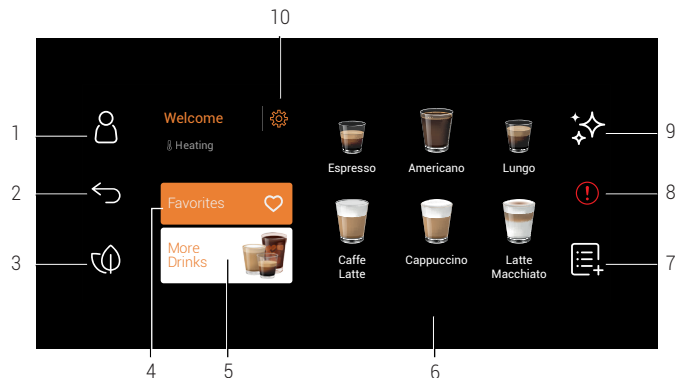 10
Welcome
Heating
1
9
Espresso
Americano
Lungo
2
Favorites
8
3
More
Drinks
Caffe
Latte
Cappuccino
Latte
Macchiato
7
4
5
6